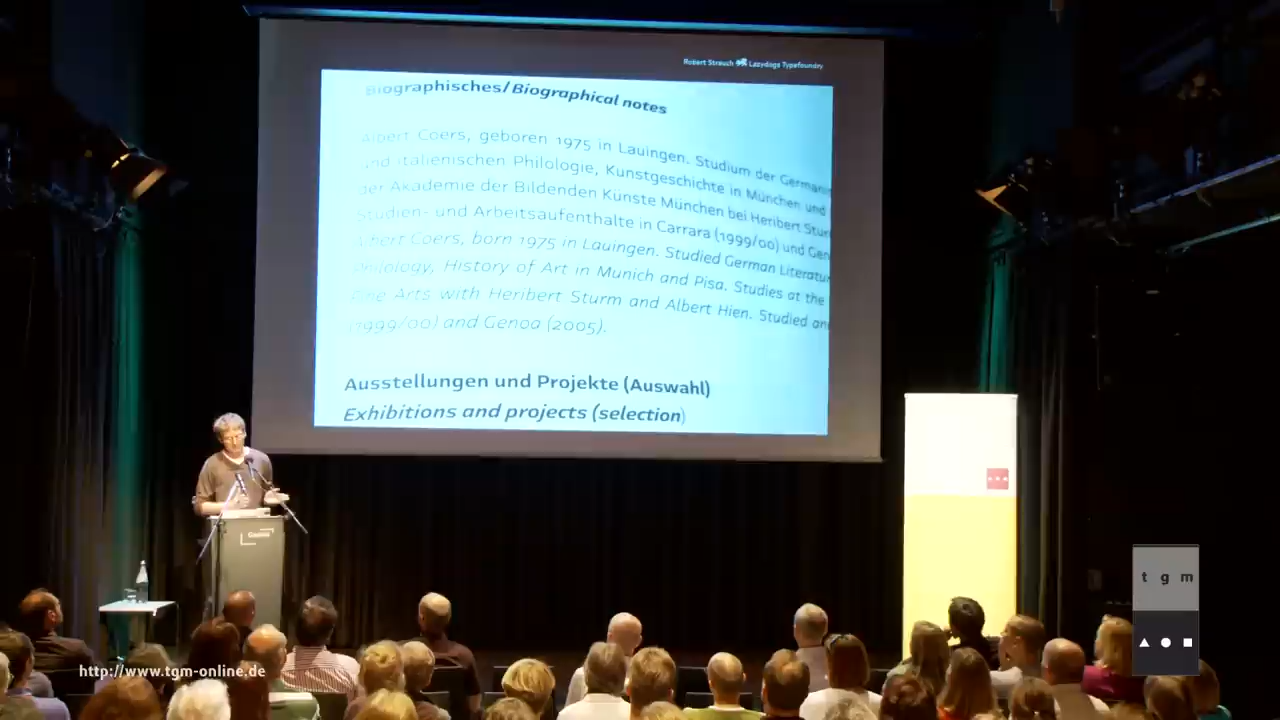 Robert Strauch Lazydogs Typefoundry
Biographisches/Biographical notes
Albert Coers, geboren 1975 in Lauingen. Studium der Germanis
und italienischen Philologie, Kunstgeschichte in München und
der Akademie der Bildenden Künste München bei Heribert Stur
Studien- und Arbeitsaufenthalte in Carrara (1999/00) und Gen
Albert Coers, born 1975 in Lauingen. Studied German Literatur
Philology, History of Art in Munich and Pisa. Studies at the
Fine Arts with Heribert Sturm and Albert Hien. Studied an
(1999/00) and Genoa (2005).
Ausstellungen und Projekte (Auswahl)
Exhibitions and projects (selection)
t g m
http://www.tgm-online.de